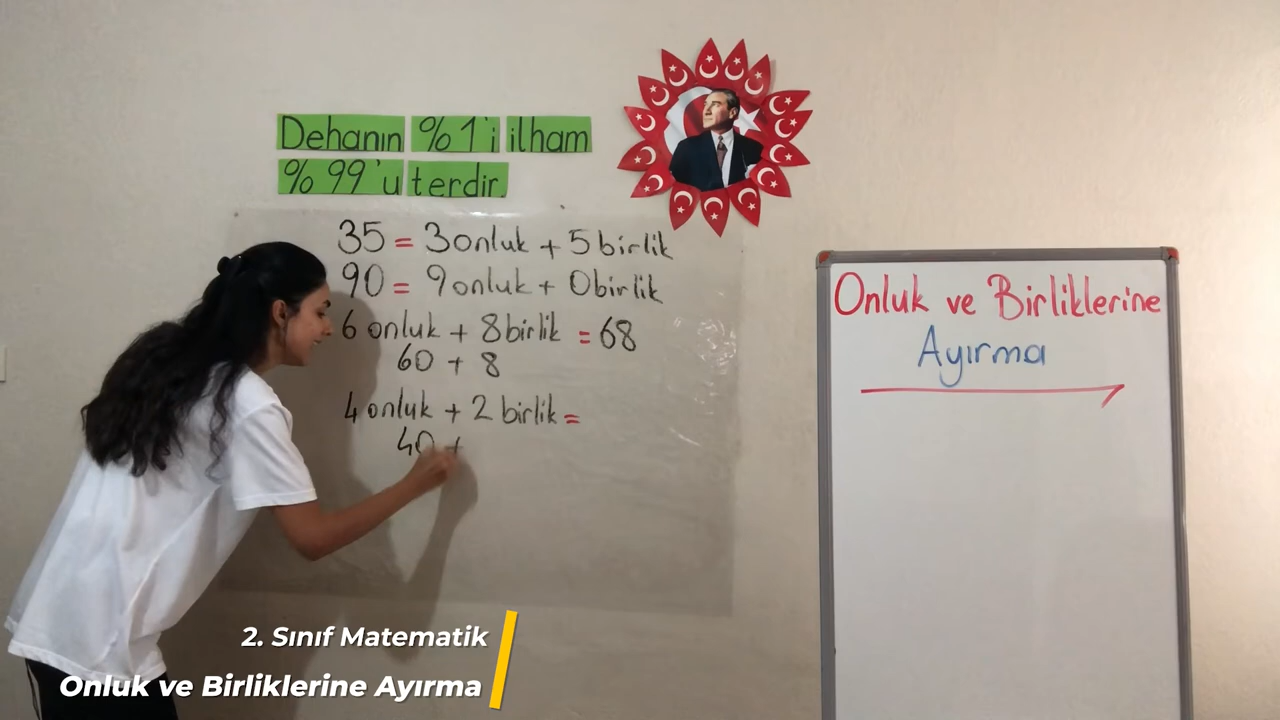 Dehanın %1'i ilham
%99'u terdir
35 = 3 onluk + 5 birlik
90 = 9 onluk + 0 birlik
6 onluk + 8 birlik = 68
60 + 8
4 onluk + 2 birlik =
40 +
Onluk ve Birliklerine
Ayırma
2. Sınıf Matematik
Onluk ve Birliklerine Ayırma